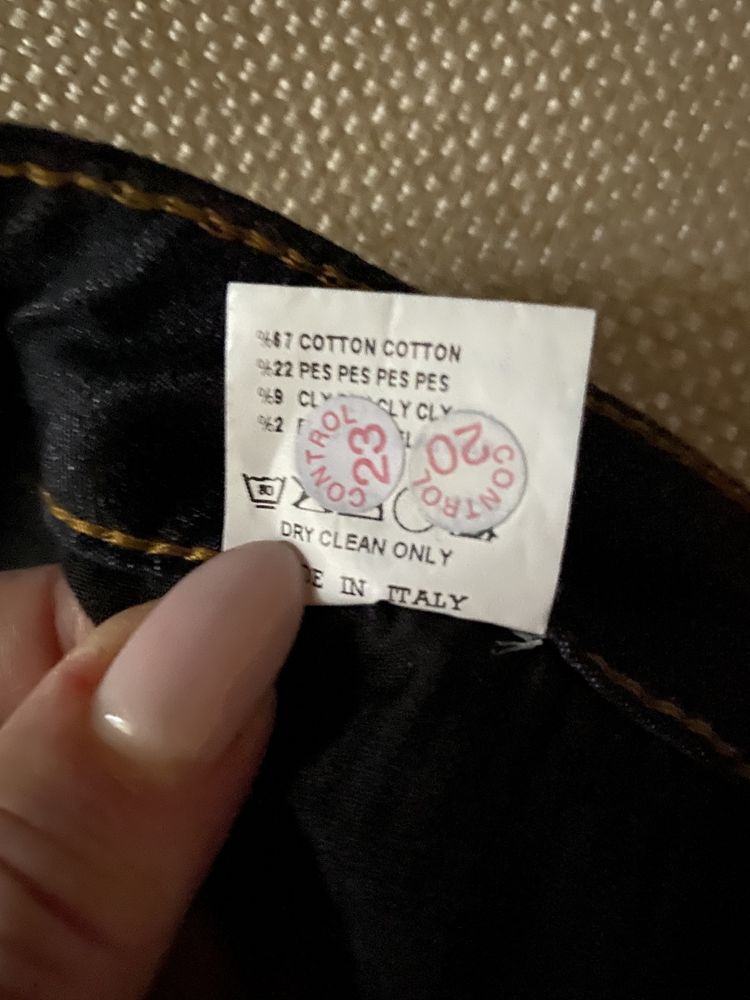 %67 COTTON COTTON
%22 PES PES PES PES
%9 CLY CLY CLY
%2
CONTROL 23
CONTROL 20
DRY CLEAN ONLY
IN ITALY